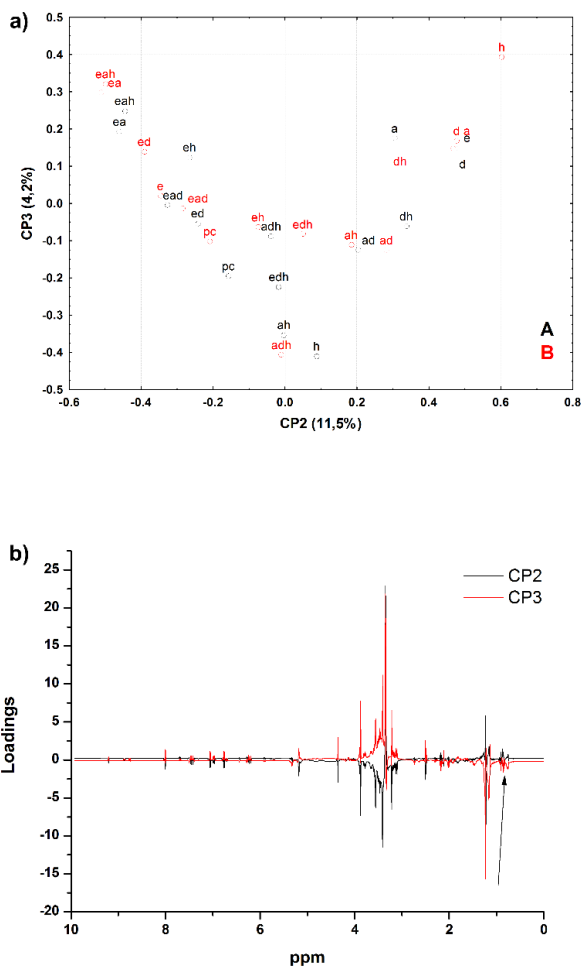 a)
0.5
0.4
0.3
0.2
0.1
0.0
-0.1
-0.2
-0.3
-0.4
-0.5
CP3 (4,2%)
h
eah
ea
eah
ea
a
d a
e
ed
eh
dh
d
e
ead
ead
ed
eh
edh
dh
pc
adh
ah
ad
ad
pc
edh
ah
adh
h
A
B
-0.6
-0.4
-0.2
0.0
0.2
0.4
0.6
0.8
CP2 (11,5%)
b)
25
20
15
10
5
0
-5
-10
-15
-20
Loadings
CP2
CP3
10
8
6
4
2
0
ppm